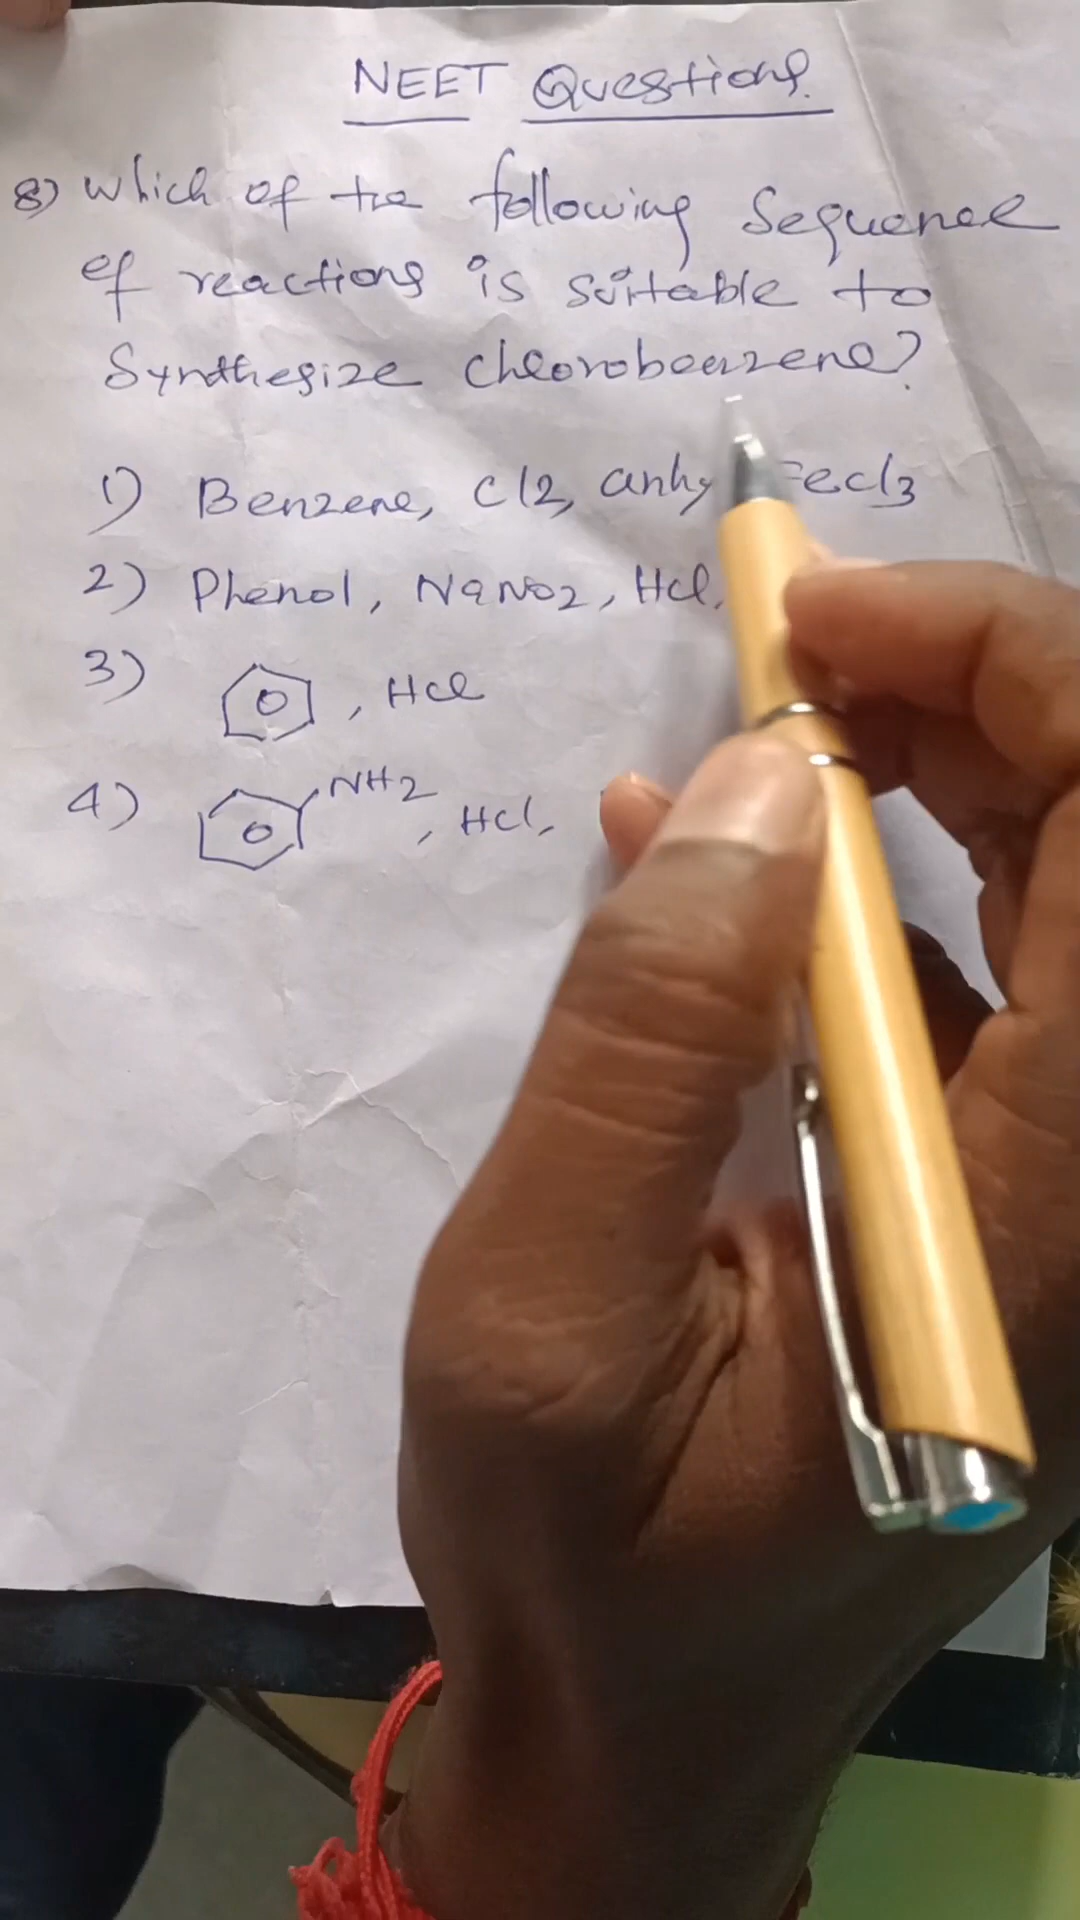 NEET Questions.
8) Which of the following Sequence
of reactions is suitable to
Synthesize chlorobenzene?
1) Benzene, Cl2, anhy FeCl3
2) Phenol, NaNO2, HCl,
3) , HCl
4) NH2, HCl,